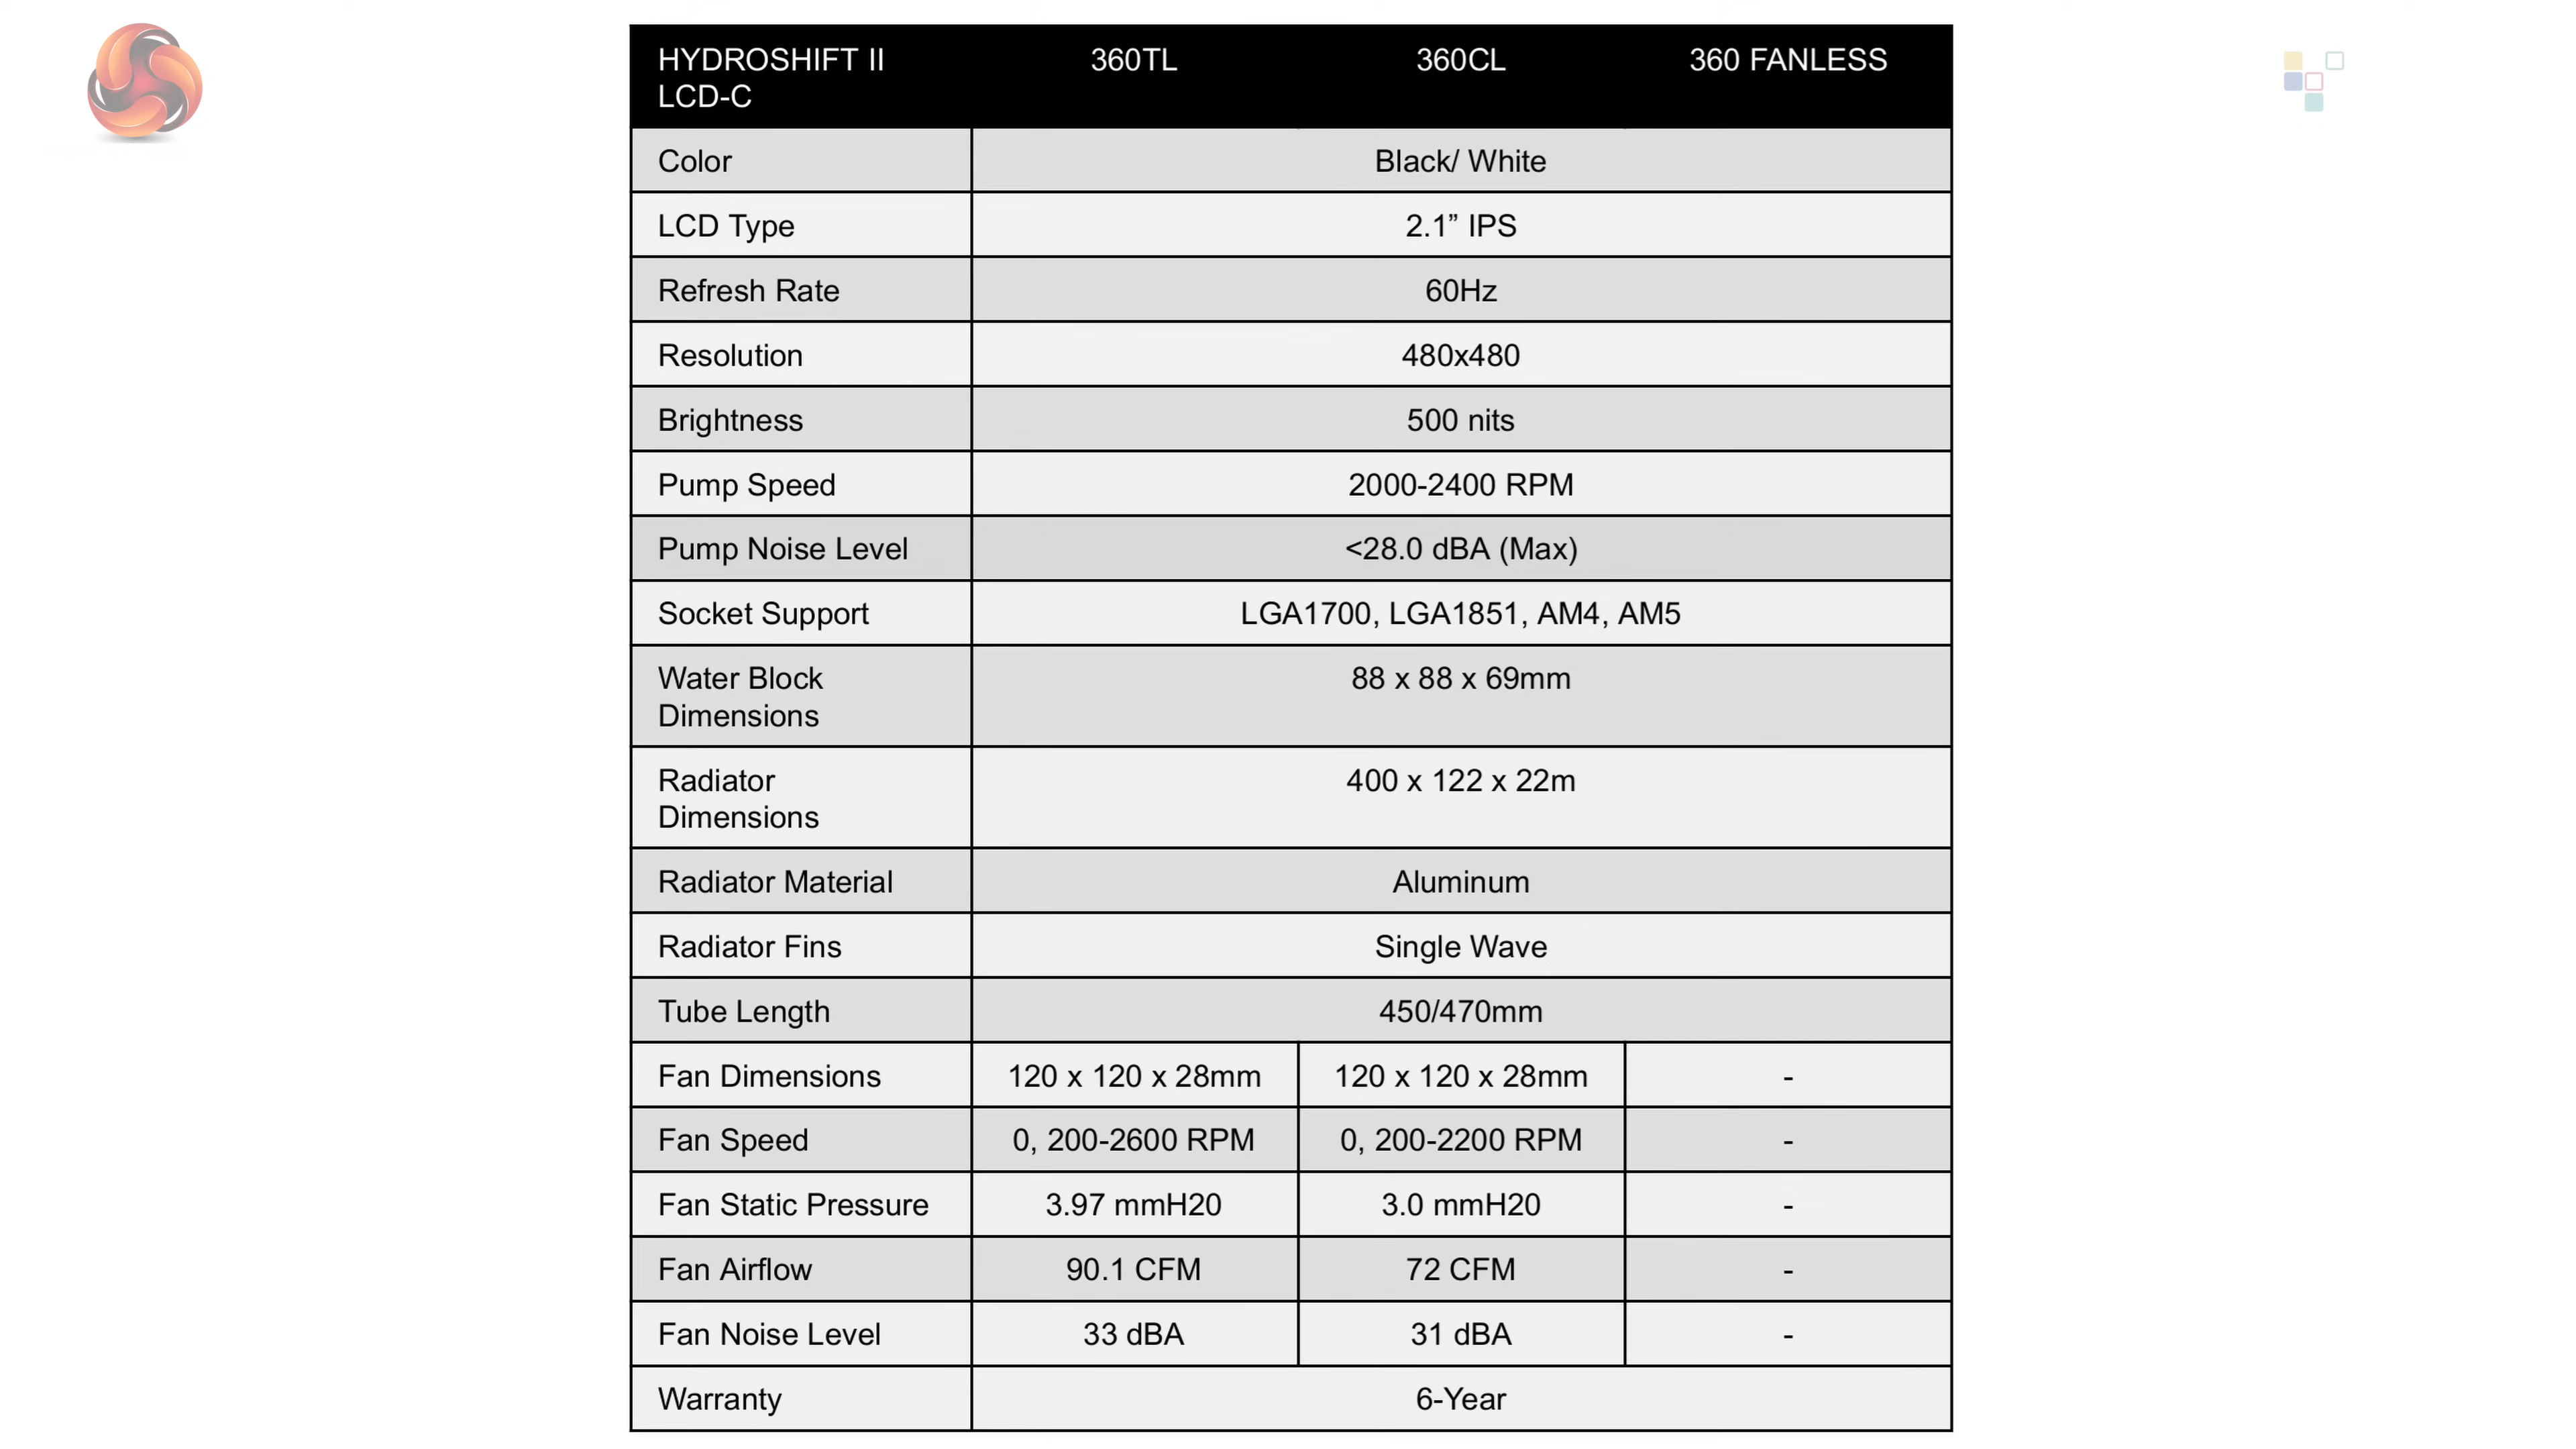 HYDROSHIFT II
LCD-C
360TL
360CL
360 FANLESS
Color
Black/ White
LCD Type
2.1” IPS
Refresh Rate
60Hz
Resolution
480x480
Brightness
500 nits
Pump Speed
2000-2400 RPM
Pump Noise Level
<28.0 dBA (Max)
Socket Support
LGA1700, LGA1851, AM4, AM5
Water Block
Dimensions
88 x 88 x 69mm
Radiator
Dimensions
400 x 122 x 22m
Radiator Material
Aluminum
Radiator Fins
Single Wave
Tube Length
450/470mm
Fan Dimensions
120 x 120 x 28mm
120 x 120 x 28mm
-
Fan Speed
0, 200-2600 RPM
0, 200-2200 RPM
-
Fan Static Pressure
3.97 mmH20
3.0 mmH20
-
Fan Airflow
90.1 CFM
72 CFM
-
Fan Noise Level
33 dBA
31 dBA
-
Warranty
6-Year